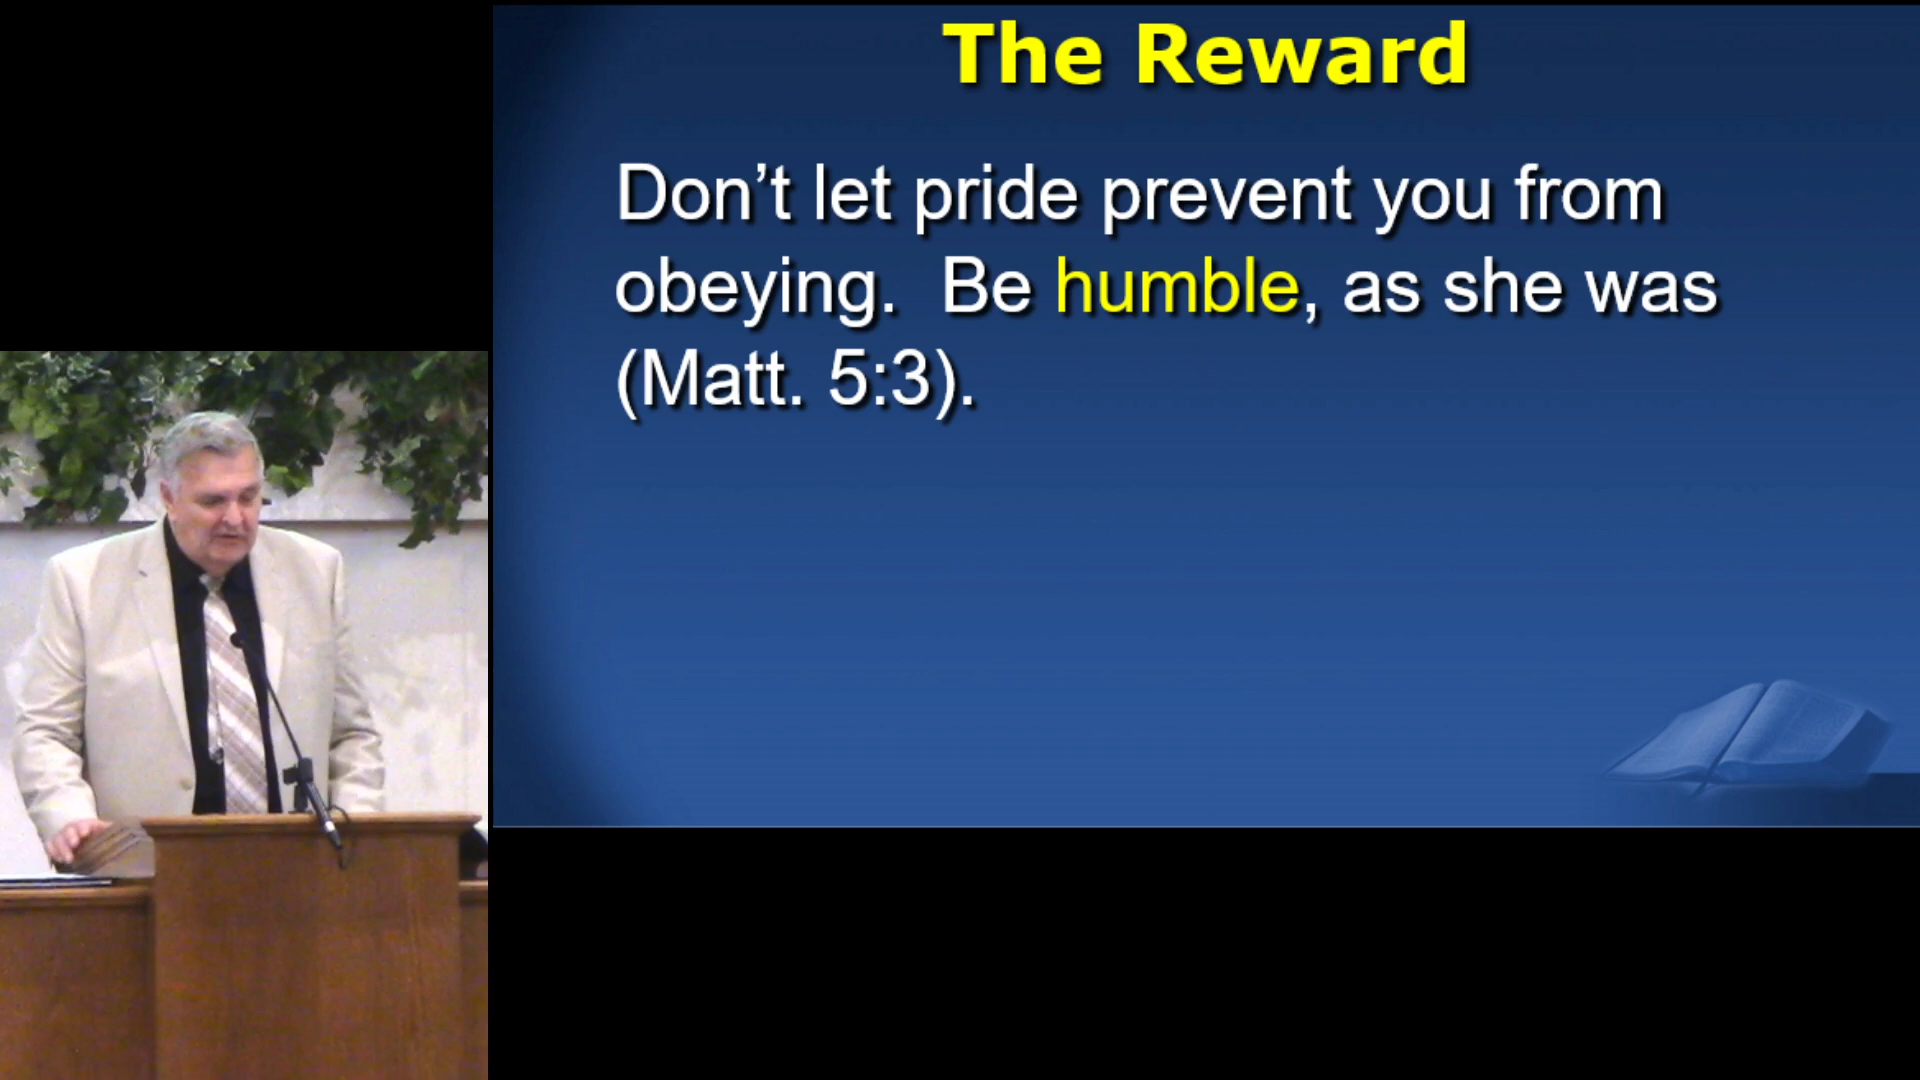 The Reward
Don’t let pride prevent you from
obeying.  Be humble, as she was
(Matt. 5:3).